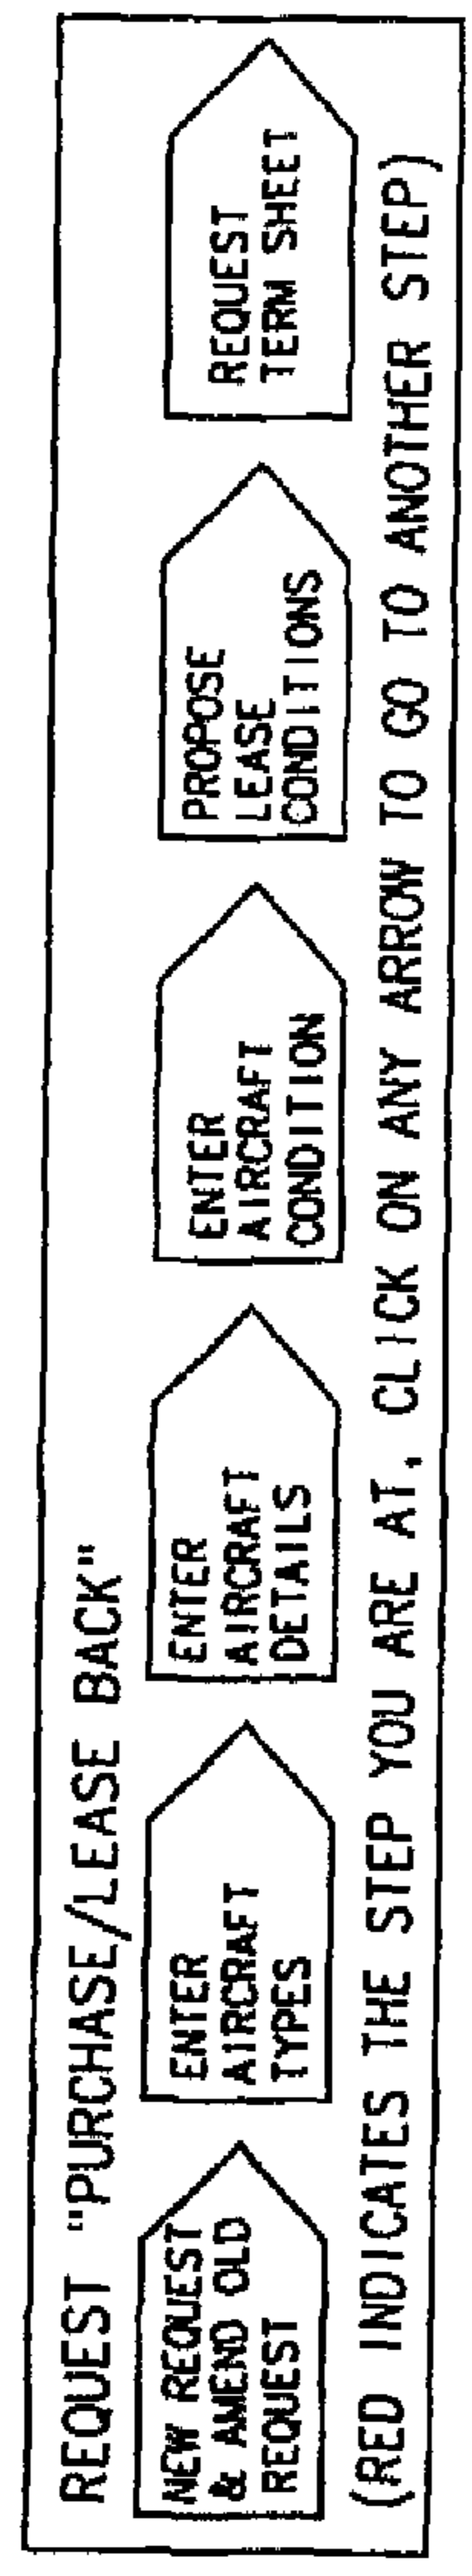 REQUEST "PURCHASE/LEASE BACK"
NEW REQUEST
& AMEND OLD
REQUEST
ENTER
AIRCRAFT
TYPES
ENTER
AIRCRAFT
DETAILS
ENTER
AIRCRAFT
CONDITION
PROPOSE
LEASE
CONDITIONS
REQUEST
TERM SHEET
(RED INDICATES THE STEP YOU ARE AT. CLICK ON ANY ARROW TO GO TO ANOTHER STEP)